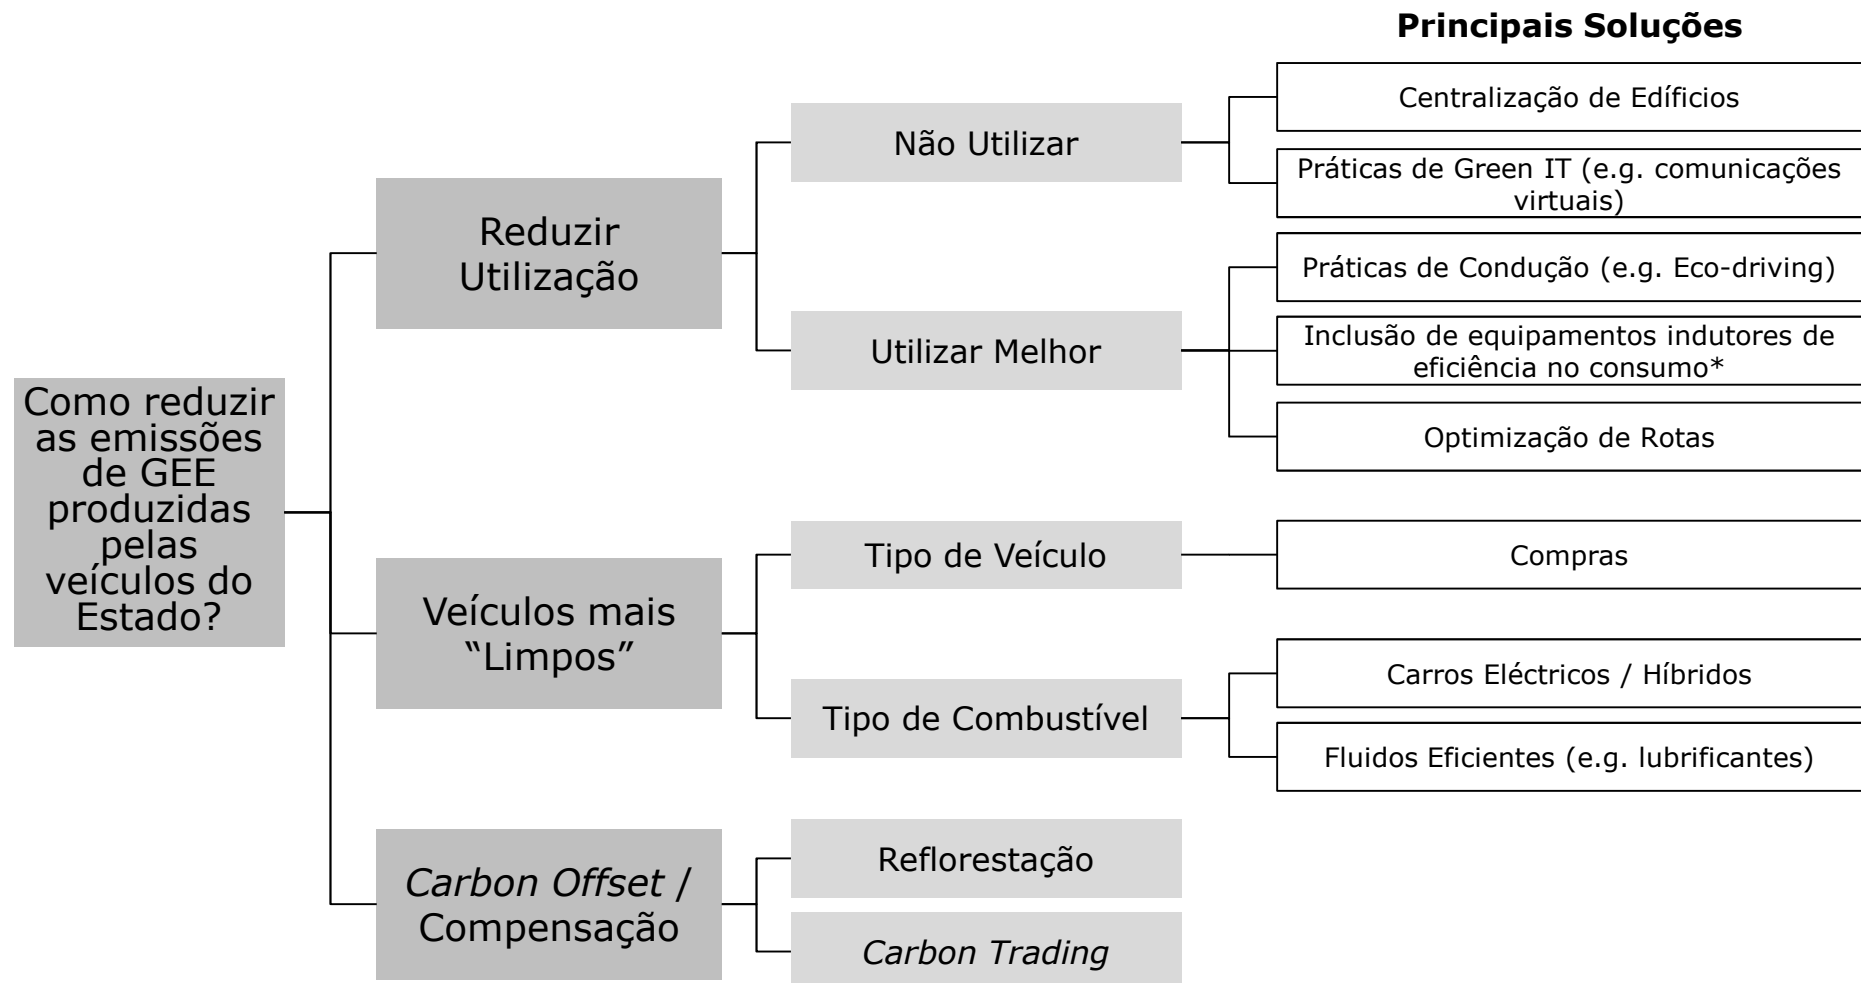 Principais Soluções
Como reduzir
as emissões
de GEE
produzidas
pelas
veículos do
Estado?
Reduzir
Utilização
Não Utilizar
Centralização de Edíficios
Práticas de Green IT (e.g. comunicações
virtuais)
Utilizar Melhor
Práticas de Condução (e.g. Eco-driving)
Inclusão de equipamentos indutores de
eficiência no consumo*
Optimização de Rotas
Veículos mais
“Limpos”
Tipo de Veículo
Compras
Tipo de Combustível
Carros Eléctricos / Híbridos
Fluidos Eficientes (e.g. lubrificantes)
Carbon Offset /
Compensação
Reflorestação
Carbon Trading